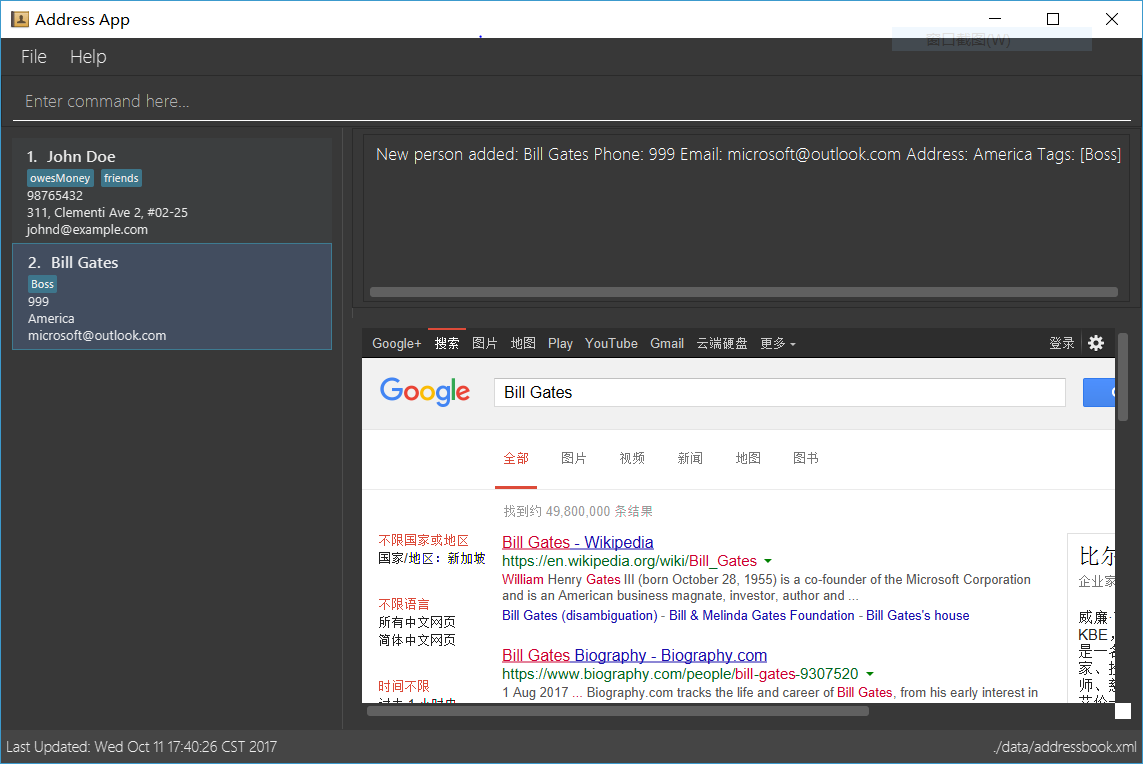 Address App
窗口截图(W)
File Help
Enter command here...
1. John Doe
owesMoney friends
98765432
311, Clementi Ave 2, #02-25
johnd@example.com
2. Bill Gates
Boss
999
America
microsoft@outlook.com
New person added: Bill Gates Phone: 999 Email: microsoft@outlook.com Address: America Tags: [Boss]
Google+ 搜索 图片 地图 Play YouTube Gmail 云端硬盘 更多 登录
Google Bill Gates
全部 图片 视频 新闻 地图 图书
找到约 49,800,000 条结果
不限国家或地区
国家/地区：新加坡
不限语言
所有中文网页
简体中文网页
时间不限
过去 1 小时内
Bill Gates - Wikipedia
https://en.wikipedia.org/wiki/Bill_Gates
William Henry Gates III (born October 28, 1955) is a co-founder of the Microsoft Corporation
and is an American business magnate, investor, author and ...
Bill Gates (disambiguation) - Bill & Melinda Gates Foundation - Bill Gates's house
Bill Gates Biography - Biography.com
https://www.biography.com/people/bill-gates-9307520
1 Aug 2017 ... Biography.com tracks the life and career of Bill Gates, from his early interest in
比尔
企业家
威廉·
KBE，
是一名
家、投
师、慈
Last Updated: Wed Oct 11 17:40:26 CST 2017
./data/addressbook.xml